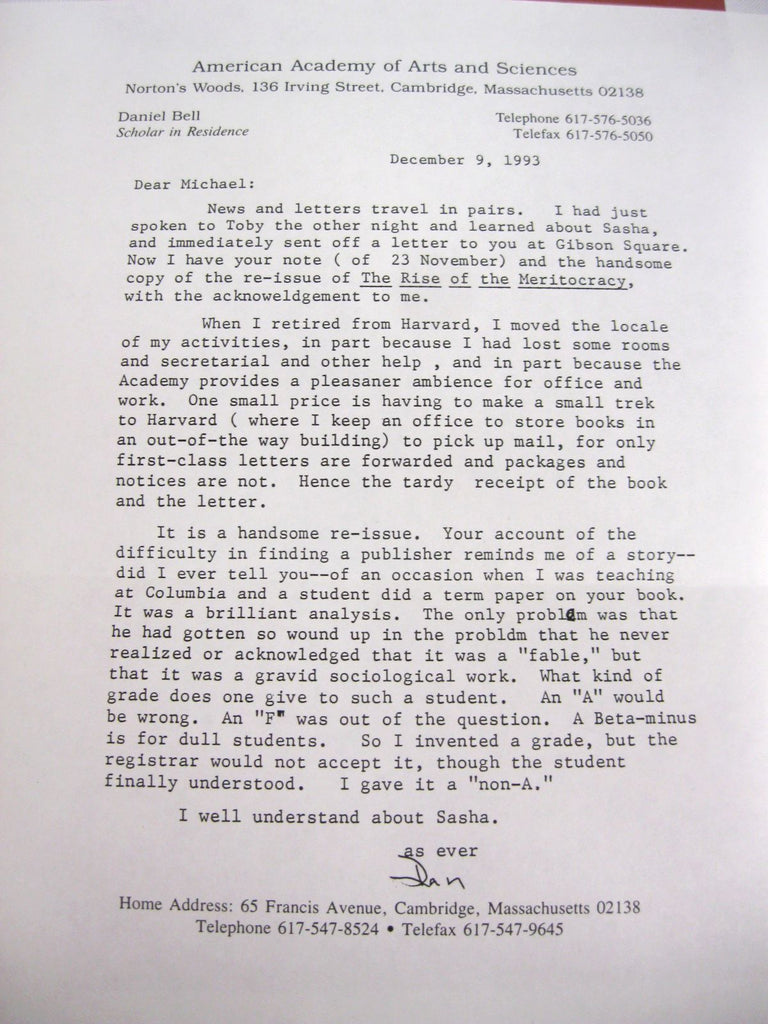 American Academy of Arts and Sciences
Norton's Woods, 136 Irving Street, Cambridge, Massachusetts 02138
Daniel Bell
Scholar in Residence
Telephone 617-576-5036
Telefax 617-576-5050
December 9, 1993
Dear Michael:
News and letters travel in pairs. I had just
spoken to Toby the other night and learned about Sasha,
and immediately sent off a letter to you at Gibson Square.
Now I have your note ( of 23 November) and the handsome
copy of the re-issue of The Rise of the Meritocracy,
with the acknoweldgement to me.
When I retired from Harvard, I moved the locale
of my activities, in part because I had lost some rooms
and secretarial and other help , and in part because the
Academy provides a pleasaner ambience for office and
work. One small price is having to make a small trek
to Harvard ( where I keep an office to store books in
an out-of-the way building) to pick up mail, for only
first-class letters are forwarded and packages and
notices are not. Hence the tardy receipt of the book
and the letter.
It is a handsome re-issue. Your account of the
difficulty in finding a publisher reminds me of a story--
did I ever tell you--of an occasion when I was teaching
at Columbia and a student did a term paper on your book.
It was a brilliant analysis. The only problem was that
he had gotten so wound up in the probldm that he never
realized or acknowledged that it was a "fable," but
that it was a gravid sociological work. What kind of
grade does one give to such a student. An "A" would
be wrong. An "F" was out of the question. A Beta-minus
is for dull students. So I invented a grade, but the
registrar would not accept it, though the student
finally understood. I gave it a "non-A."
I well understand about Sasha.
as ever
Dan
Home Address: 65 Francis Avenue, Cambridge, Massachusetts 02138
Telephone 617-547-8524 • Telefax 617-547-9645